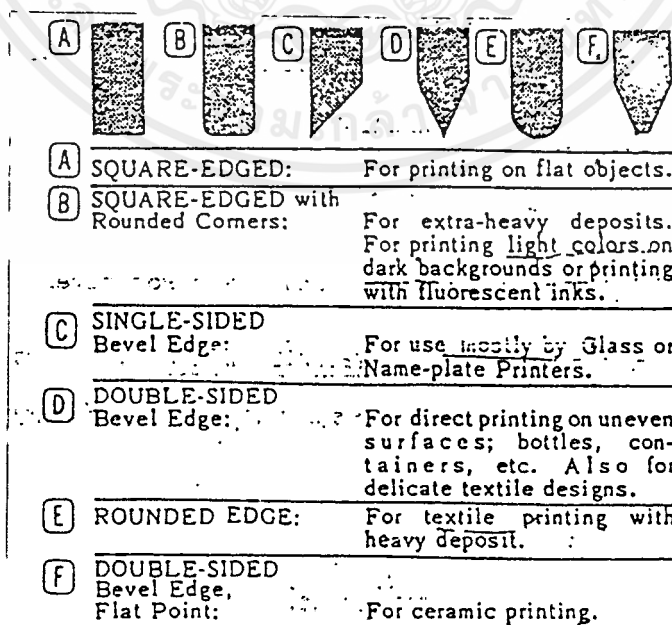 A B C D E F
A SQUARE-EDGED: For printing on flat objects.
B SQUARE-EDGED with
Rounded Corners: For extra-heavy deposits.
For printing light colors on
dark backgrounds or printing
with fluorescent inks.
C SINGLE-SIDED
Bevel Edge: For use mostly by Glass or
Name-plate Printers.
D DOUBLE-SIDED
Bevel Edge: For direct printing on uneven
surfaces; bottles, con-
tainers, etc. Also for
delicate textile designs.
E ROUNDED EDGE: For textile printing with
heavy deposit.
F DOUBLE-SIDED
Bevel Edge,
Flat Point: For ceramic printing.